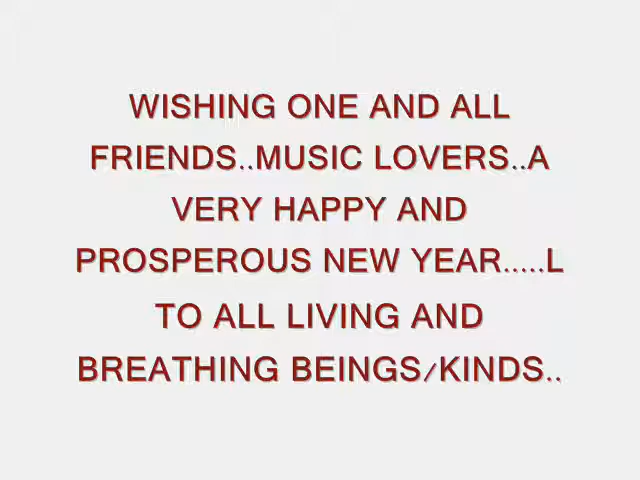 WISHING ONE AND ALL
FRIENDS..MUSIC LOVERS..A
VERY HAPPY AND
PROSPEROUS NEW YEAR.....L
TO ALL LIVING AND
BREATHING BEINGS/KINDS..